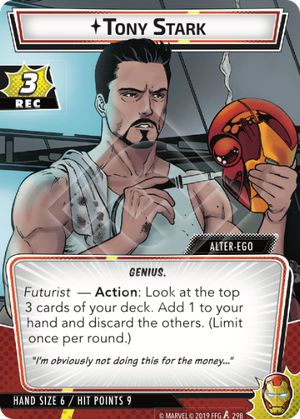 TONY STARK
3
REC
ALTER-EGO
GENIUS.
Futurist — Action: Look at the top
3 cards of your deck. Add 1 to your
hand and discard the others. (Limit
once per round.)
"I'm obviously not doing this for the money..."
HAND SIZE 6 / HIT POINTS 9
© MARVEL © 2019 FFG 29B